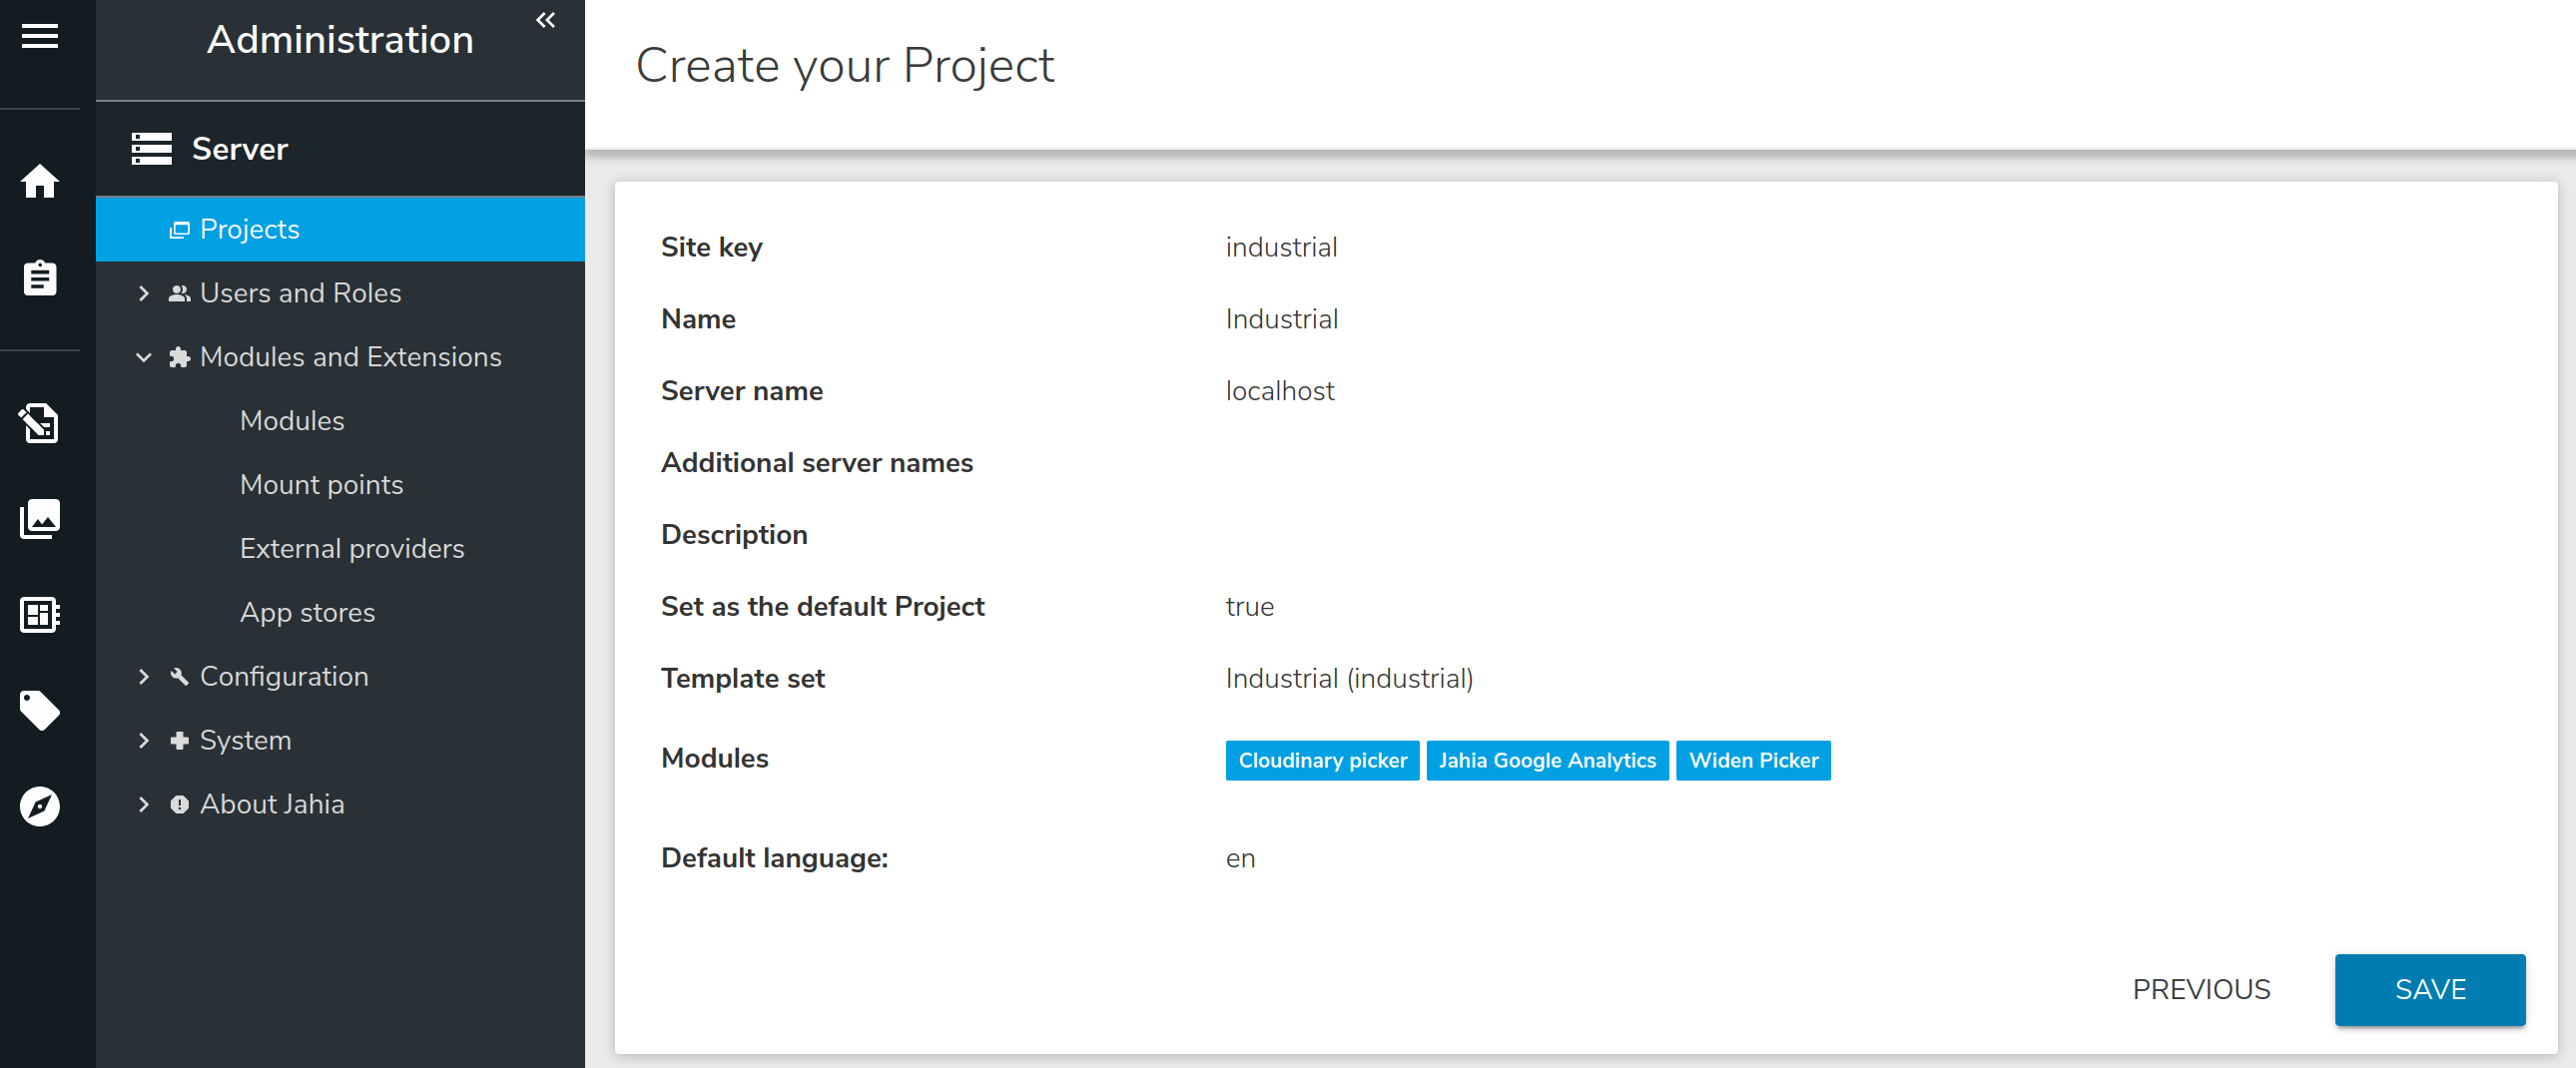 Administration
Server
Projects
Users and Roles
Modules and Extensions
Modules
Mount points
External providers
App stores
Configuration
System
About Jahia
Create your Project
Site key industrial
Name Industrial
Server name localhost
Additional server names
Description
Set as the default Project true
Template set Industrial (industrial)
Modules Cloudinary picker Jahia Google Analytics Widen Picker
Default language: en
PREVIOUS SAVE